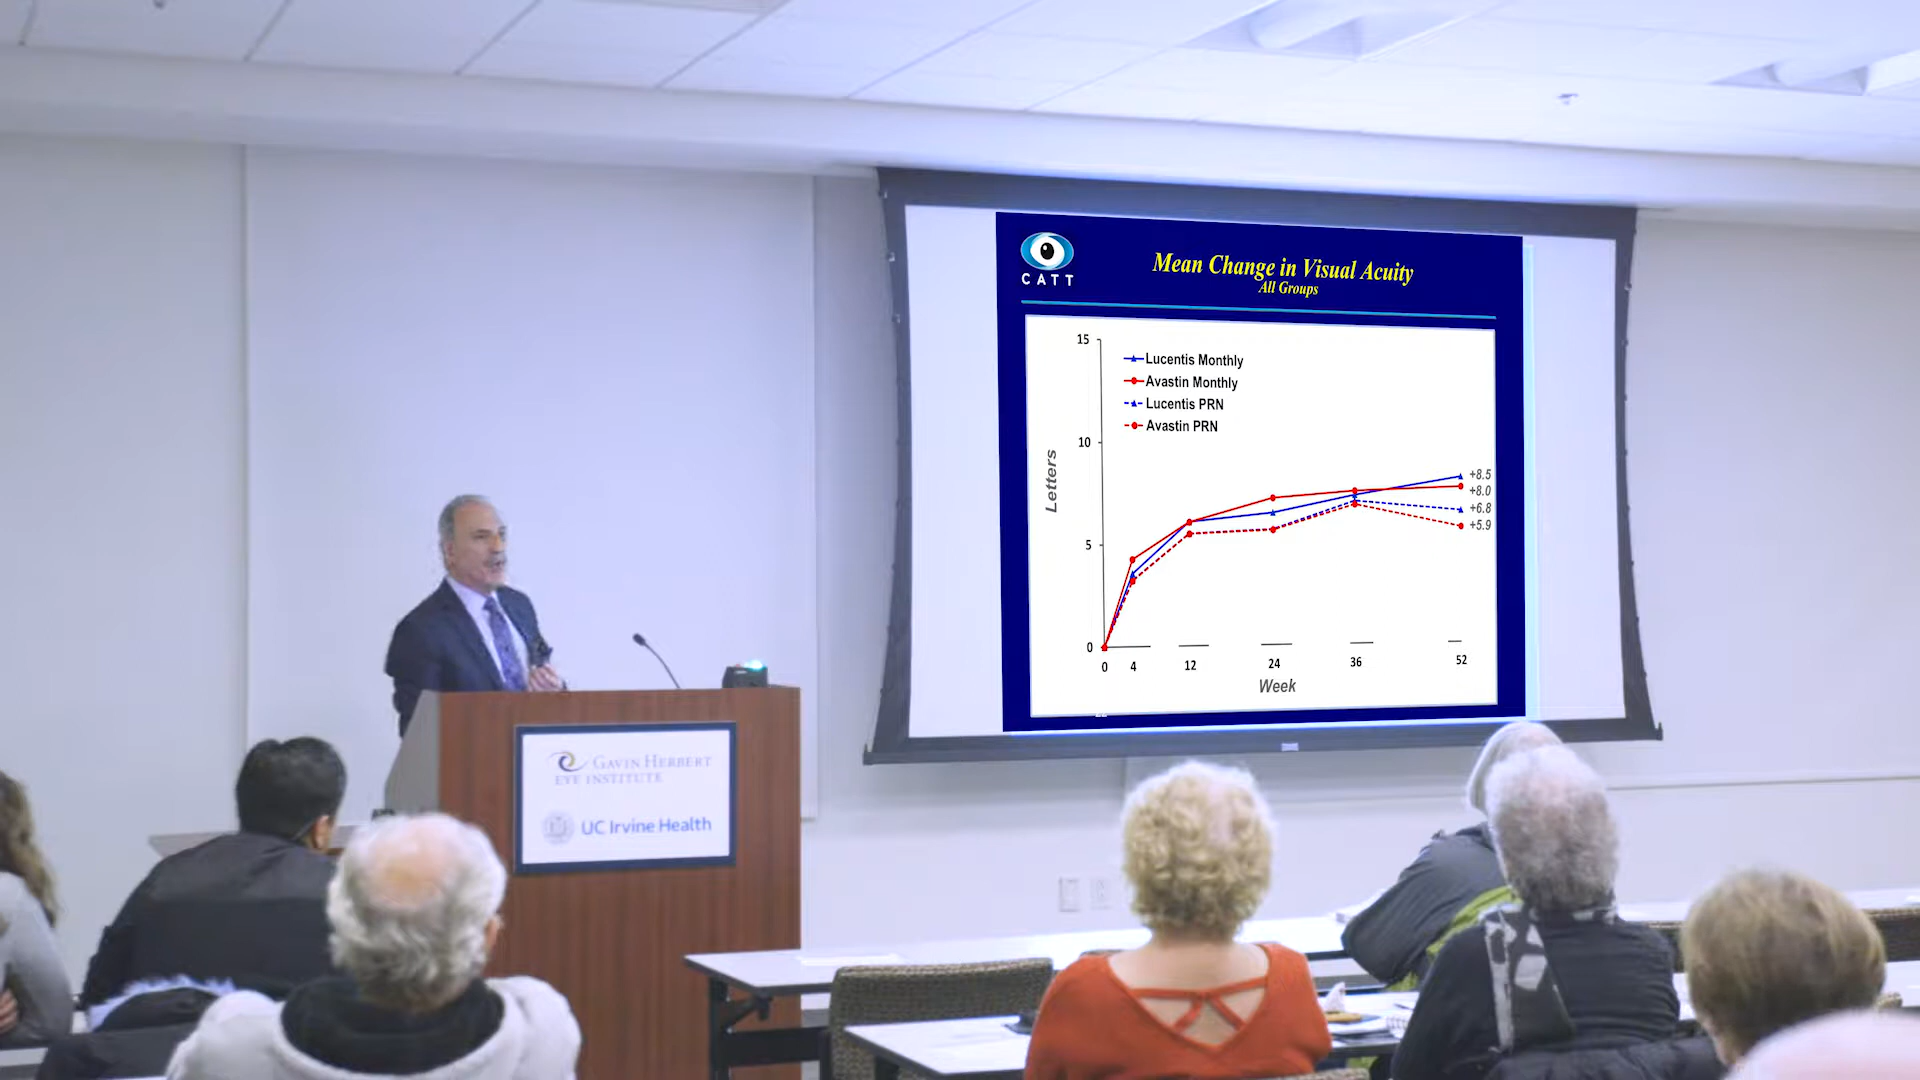 CATT
Mean Change in Visual Acuity
All Groups
15
10
5
0
Letters
Lucentis Monthly
Avastin Monthly
Lucentis PRN
Avastin PRN
+8.5
+8.0
+6.8
+5.9
0 4 12 24 36 52
Week
GAVIN HERBERT
EYE INSTITUTE
UC Irvine Health